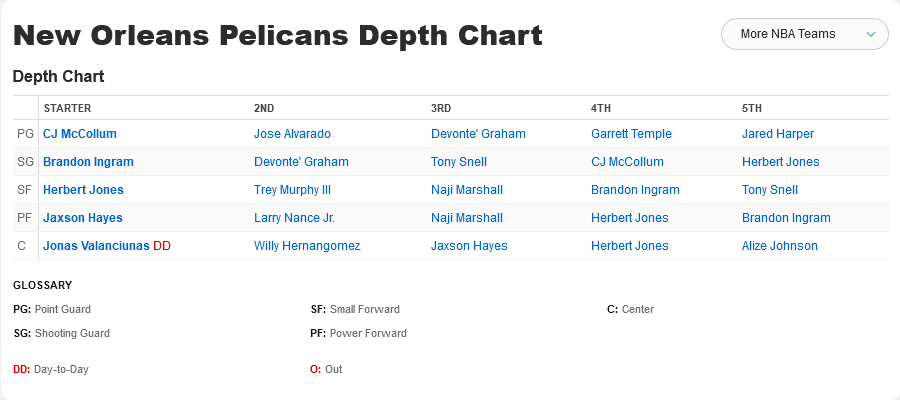 New Orleans Pelicans Depth Chart
More NBA Teams
Depth Chart
STARTER 2ND 3RD 4TH 5TH
PG CJ McCollum Jose Alvarado Devonte' Graham Garrett Temple Jared Harper
SG Brandon Ingram Devonte' Graham Tony Snell CJ McCollum Herbert Jones
SF Herbert Jones Trey Murphy III Naji Marshall Brandon Ingram Tony Snell
PF Jaxson Hayes Larry Nance Jr. Naji Marshall Herbert Jones Brandon Ingram
C Jonas Valanciunas DD Willy Hernangomez Jaxson Hayes Herbert Jones Alize Johnson
GLOSSARY
PG: Point Guard SF: Small Forward C: Center
SG: Shooting Guard PF: Power Forward
DD: Day-to-Day O: Out